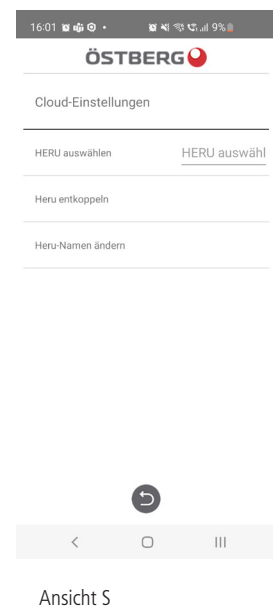 16:01 9%
ÖSTBERG
Cloud-Einstellungen
HERU auswählen HERU auswähl
Heru entkoppeln
Heru-Namen ändern
Ansicht S